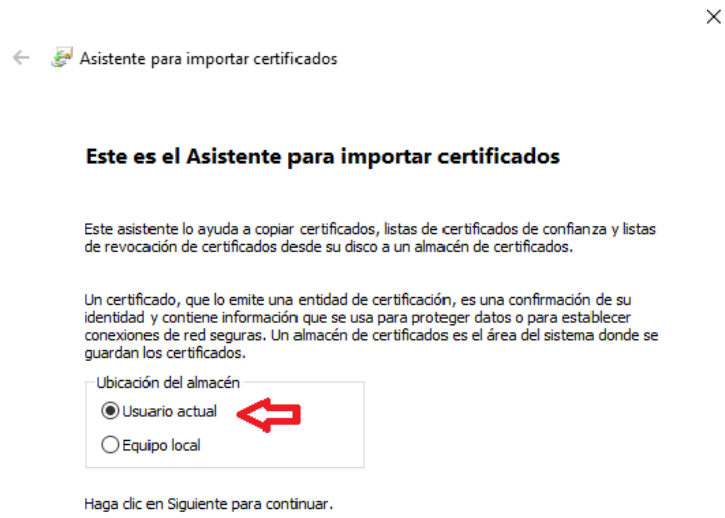 Asistente para importar certificados
Este es el Asistente para importar certificados
Este asistente lo ayuda a copiar certificados, listas de certificados de confianza y listas
de revocación de certificados desde su disco a un almacén de certificados.
Un certificado, que lo emite una entidad de certificación, es una confirmación de su
identidad y contiene información que se usa para proteger datos o para establecer
conexiones de red seguras. Un almacén de certificados es el área del sistema donde se
guardan los certificados.
Ubicación del almacén
Usuario actual
Equipo local
Haga clic en Siguiente para continuar.